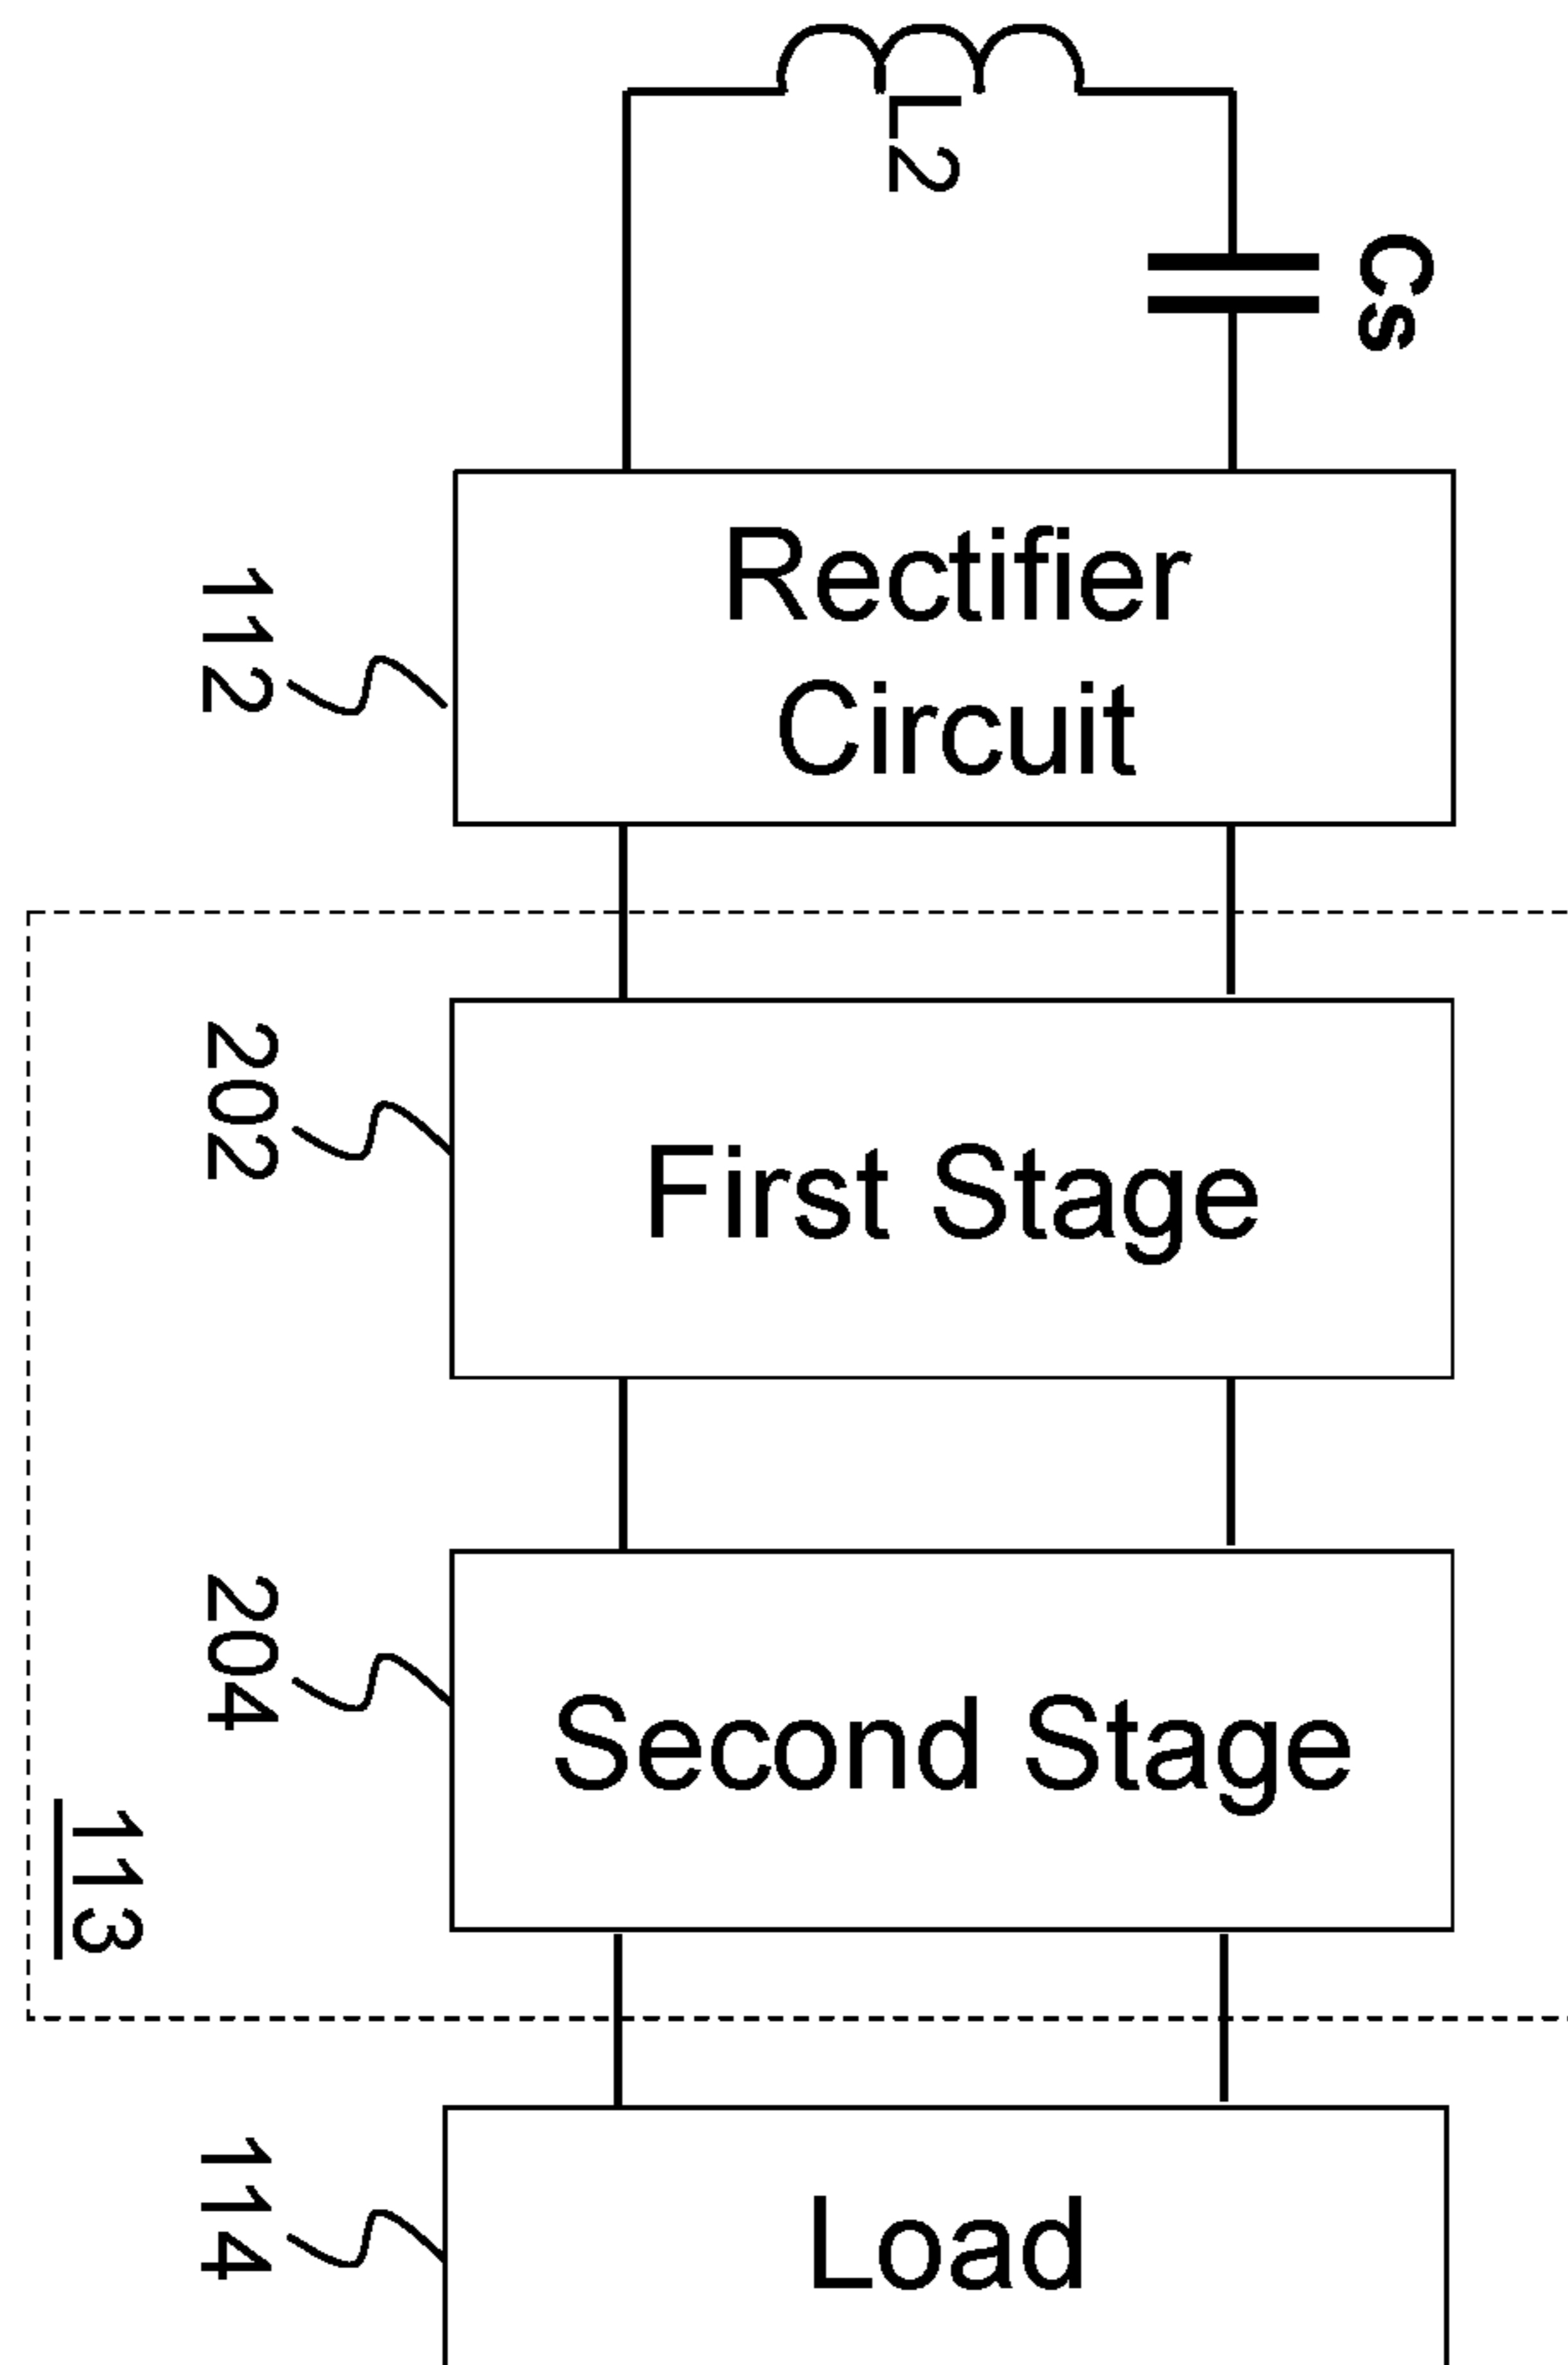 L2
Cs
Rectifier
Circuit
112
First Stage
202
Second Stage
204
113
Load
114